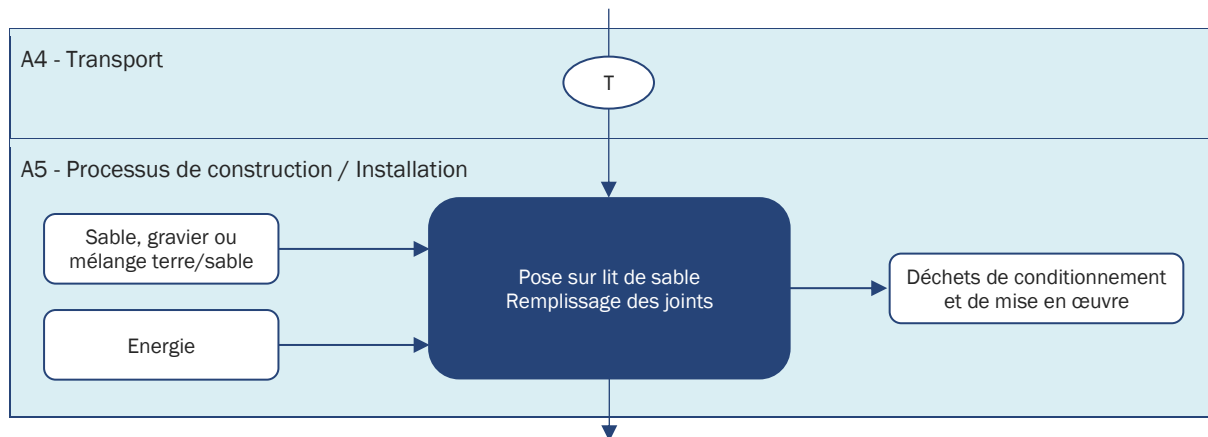 A4 - Transport
T
A5 - Processus de construction / Installation
Sable, gravier ou
mélange terre/sable
Energie
Pose sur lit de sable
Remplissage des joints
Déchets de conditionnement
et de mise en œuvre